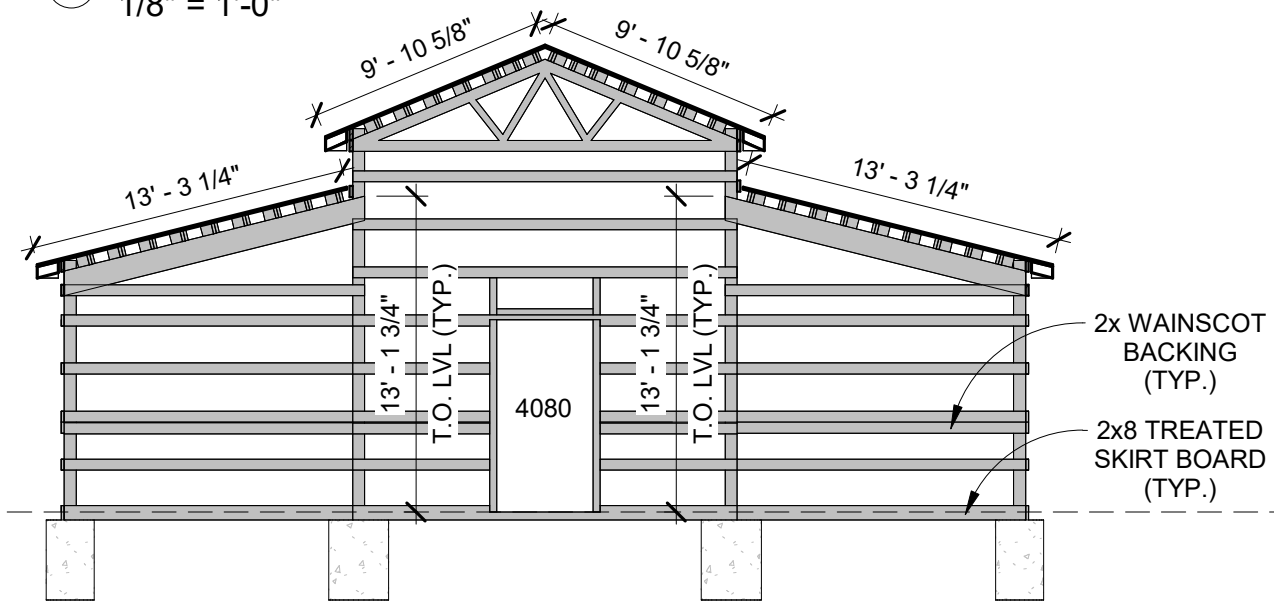 1/8" = 1'-0"
9' - 10 5/8"
9' - 10 5/8"
13' - 3 1/4"
13' - 3 1/4"
13' - 1 3/4"
T.O. LVL (TYP.)
13' - 1 3/4"
T.O. LVL (TYP.)
4080
2x WAINSCOT
BACKING
(TYP.)
2x8 TREATED
SKIRT BOARD
(TYP.)